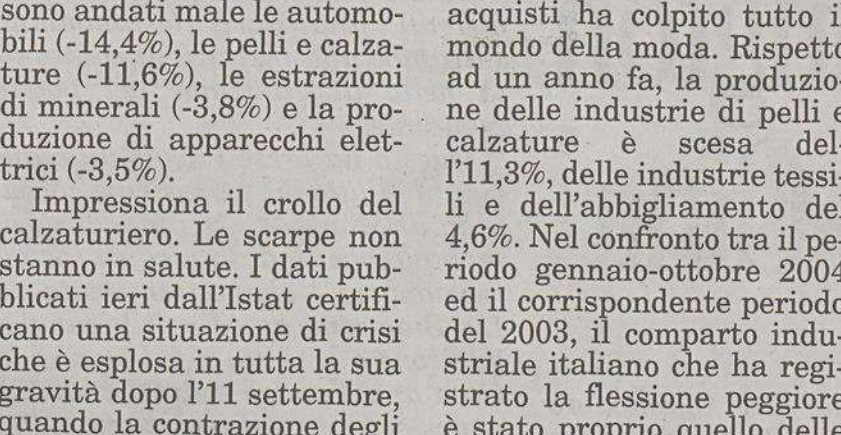 sono andati male le automo-
bili (-14,4%), le pelli e calza-
ture (-11,6%), le estrazioni
di minerali (-3,8%) e la pro-
duzione di apparecchi elet-
trici (-3,5%).
Impressiona il crollo del
calzaturiero. Le scarpe non
stanno in salute. I dati pub-
blicati ieri dall'Istat certifi-
cano una situazione di crisi
che è esplosa in tutta la sua
gravità dopo l'11 settembre,
quando la contrazione degli
acquisti ha colpito tutto i
mondo della moda. Rispetto
ad un anno fa, la produzio-
ne delle industrie di pelli e
calzature è scesa del-
l'11,3%, delle industrie tessi-
li e dell'abbigliamento de
4,6%. Nel confronto tra il pe-
riodo gennaio-ottobre 2004
ed il corrispondente periodo
del 2003, il comparto indu-
striale italiano che ha regi-
strato la flessione peggiore
è stato proprio quello delle